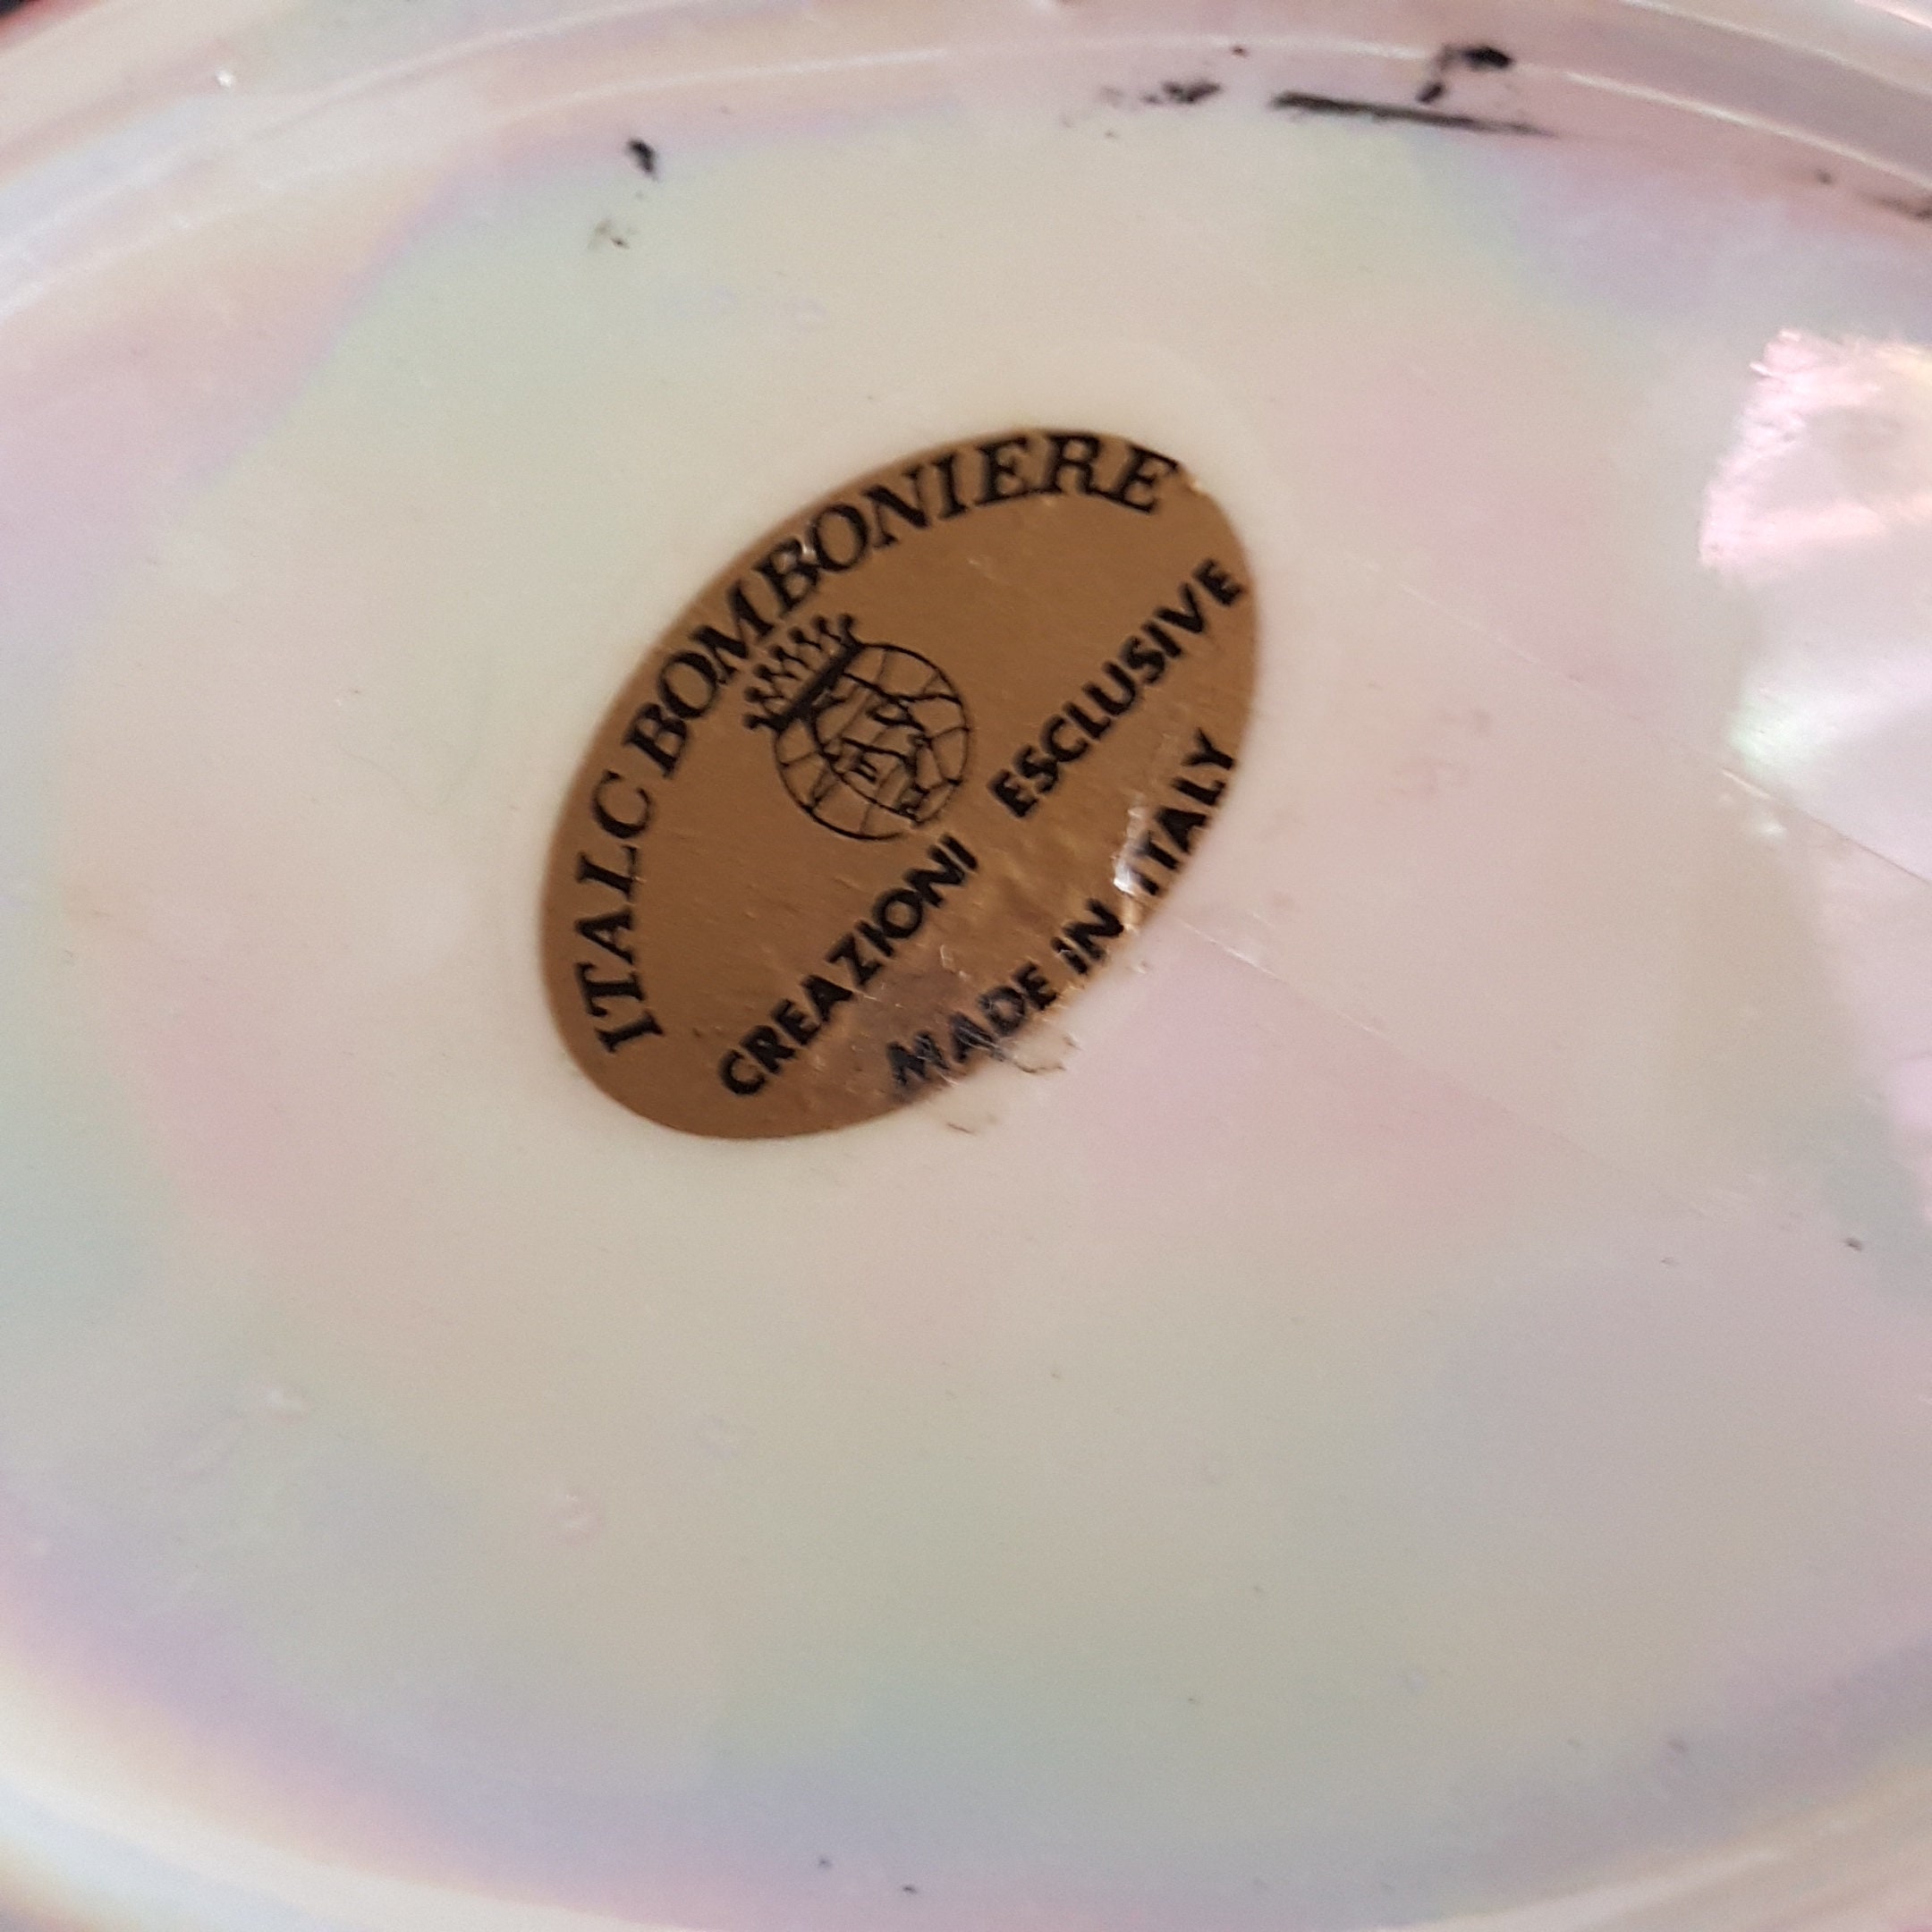 ITALC BOMBONIERE
CREAZIONI ESCLUSIVE
MADE IN ITALY